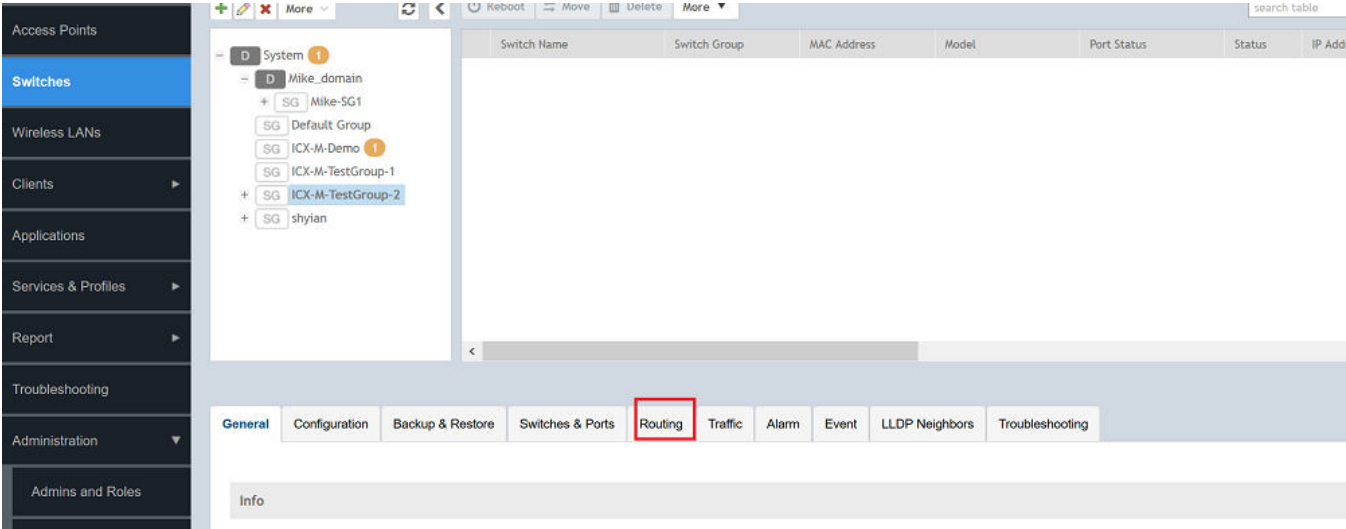 More
Reboot Move Delete More
search table
Access Points
Switches
Wireless LANs
Clients
Applications
Services & Profiles
Report
Troubleshooting
Administration
Admins and Roles
D System 1
D Mike_domain
SG Mike-SG1
SG Default Group
SG ICX-M-Demo 1
SG ICX-M-TestGroup-1
SG ICX-M-TestGroup-2
SG shyian
Switch Name Switch Group MAC Address Model Port Status Status IP Add
General Configuration Backup & Restore Switches & Ports Routing Traffic Alarm Event LLDP Neighbors Troubleshooting
Info